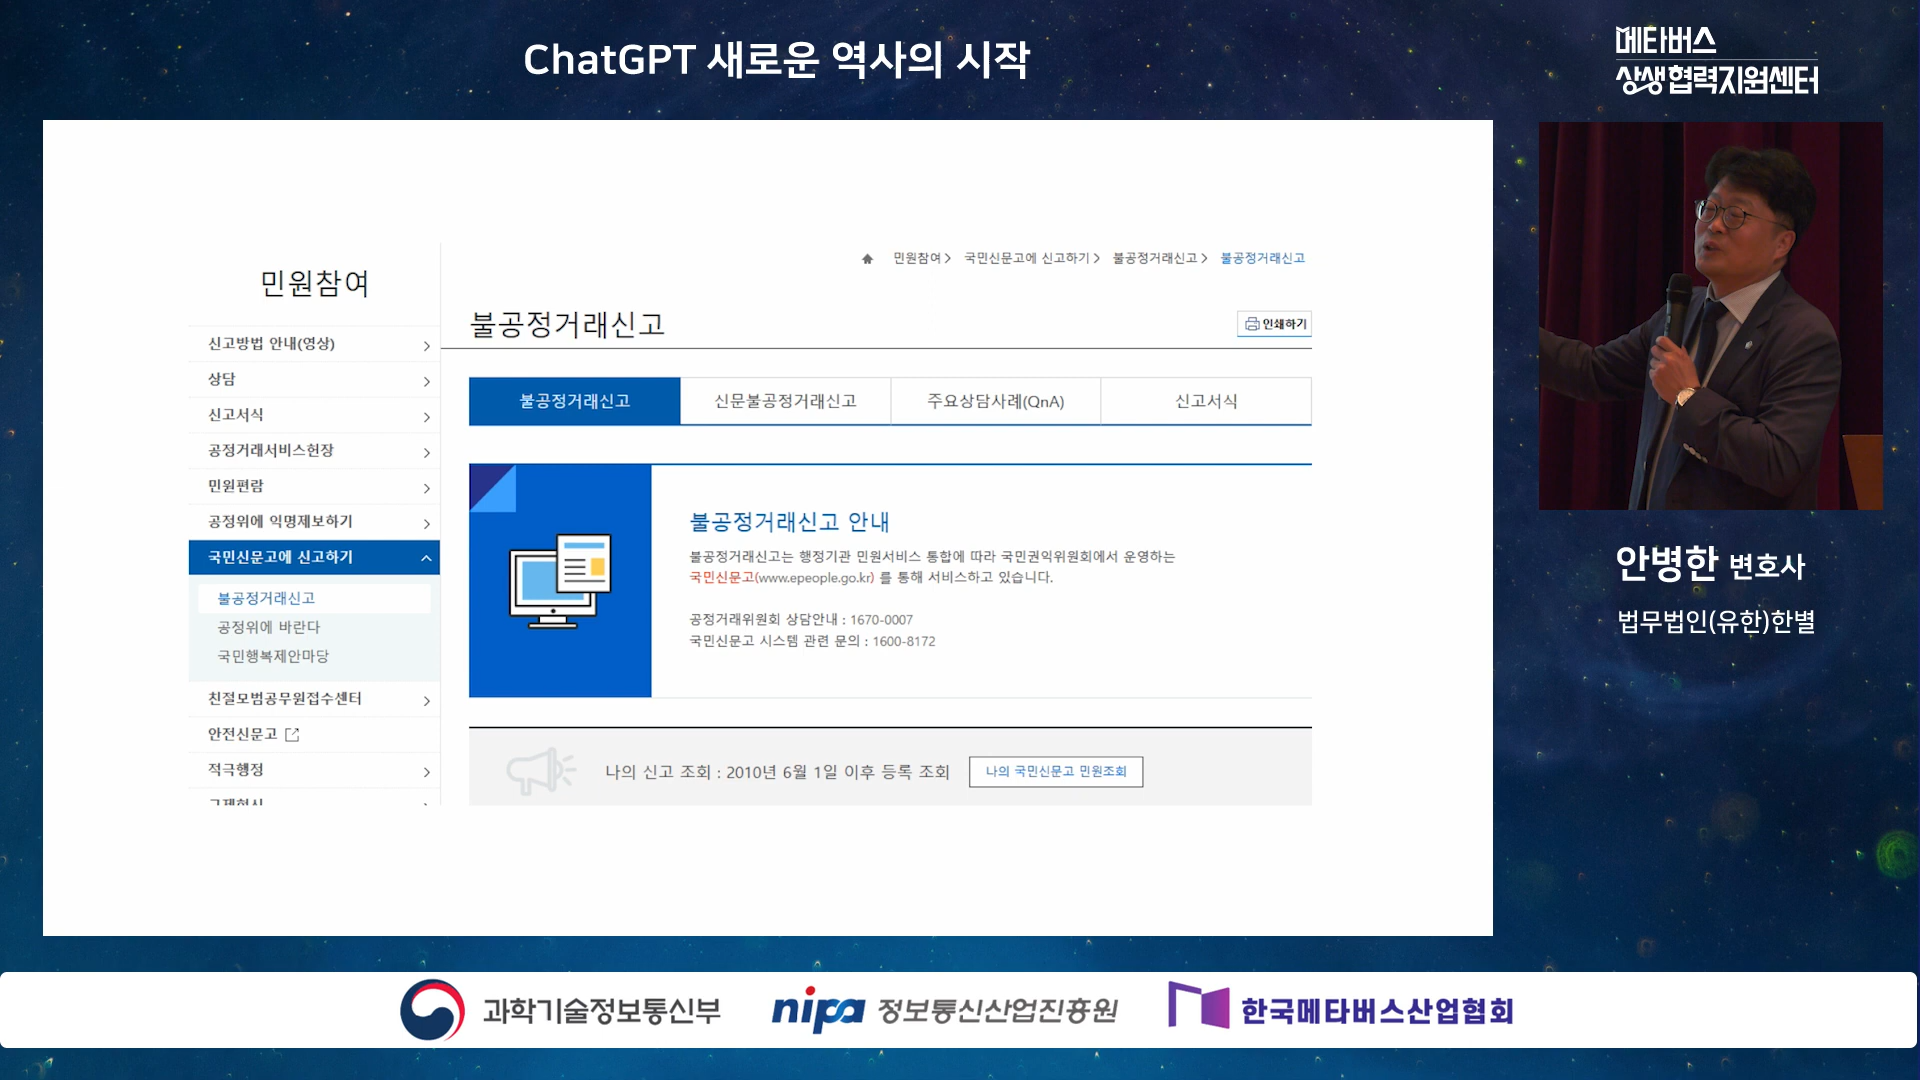 ChatGPT 새로운 역사의 시작
메타버스
상생협력지원센터
민원참여
신고방법 안내(영상)
상담
신고서식
공정거래서비스헌장
민원편람
공정위에 익명제보하기
국민신문고에 신고하기
불공정거래신고
공정위에 바란다
국민행복제안마당
친절모범공무원접수센터
안전신문고
적극행정
민원참여 > 국민신문고에 신고하기 > 불공정거래신고 > 불공정거래신고
불공정거래신고
인쇄하기
불공정거래신고 신문불공정거래신고 주요상담사례(QnA) 신고서식
불공정거래신고 안내
불공정거래신고는 행정기관 민원서비스 통합에 따라 국민권익위원회에서 운영하는
국민신문고(www.epeople.go.kr) 를 통해 서비스하고 있습니다.
공정거래위원회 상담안내 : 1670-0007
국민신문고 시스템 관련 문의 : 1600-8172
나의 신고 조회 : 2010년 6월 1일 이후 등록 조회 나의 국민신문고 민원조회
안병한 변호사
법무법인(유한)한별
과학기술정보통신부
nipa 정보통신산업진흥원
한국메타버스산업협회